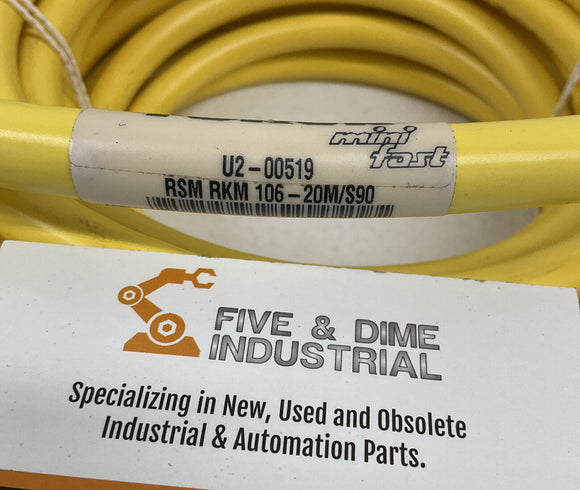 mini
fast
U2-00519
RSM RKM 106-20M/S90
FIVE & DIME
INDUSTRIAL
Specializing in New, Used and Obsolete
Industrial & Automation Parts.